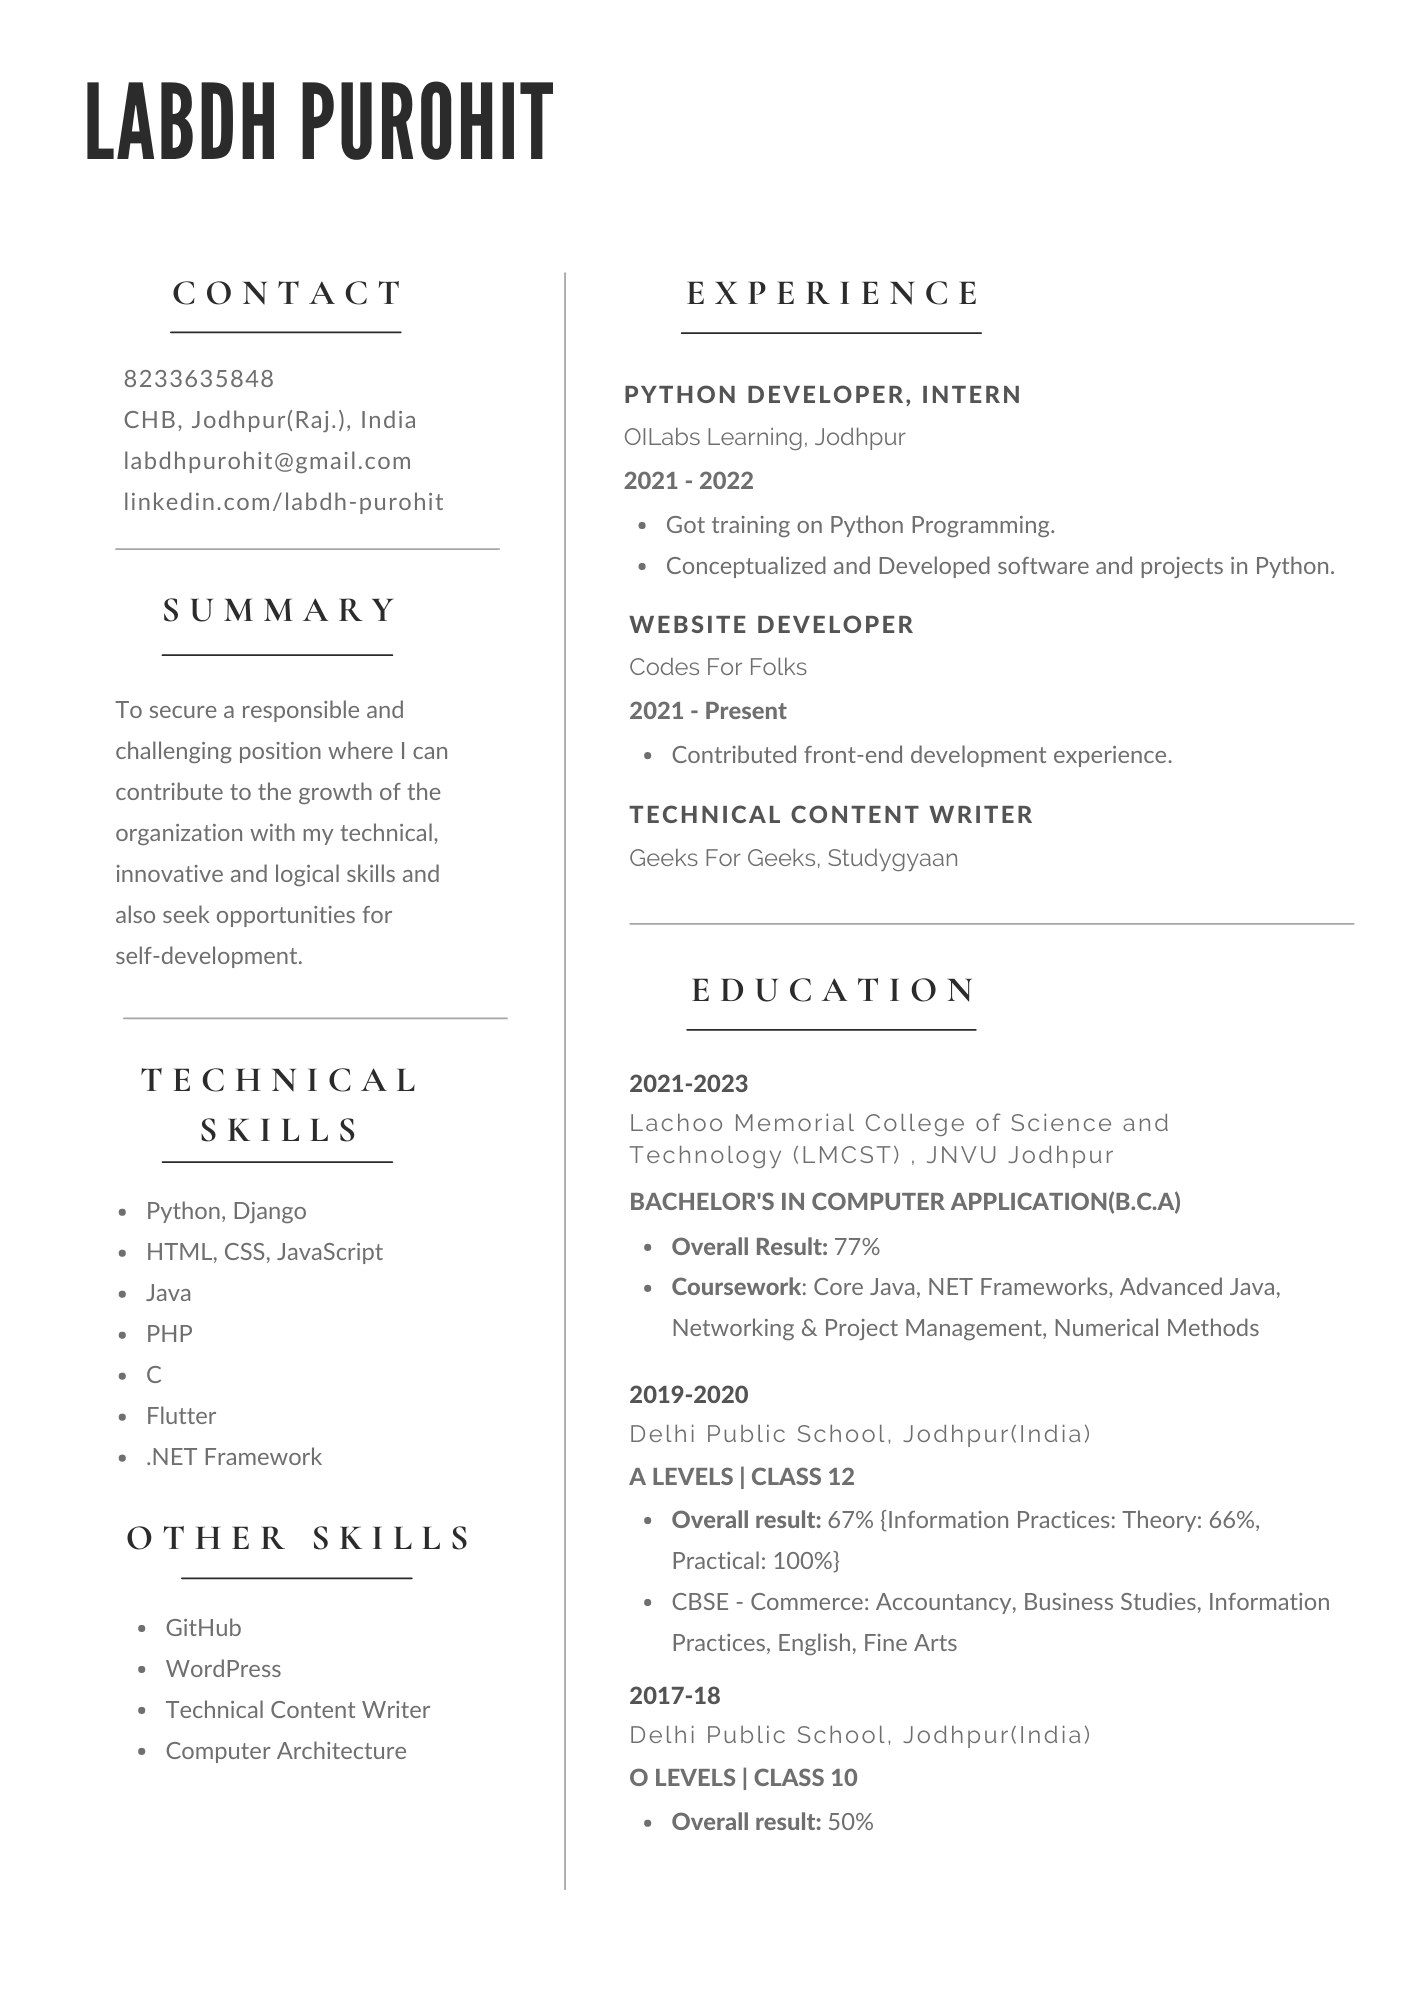 LABDH PUROHIT
CONTACT
8233635848
CHB, Jodhpur(Raj.), India
labdhpurohit@gmail.com
linkedin.com/labdh-purohit
SUMMARY
To secure a responsible and
challenging position where I can
contribute to the growth of the
organization with my technical,
innovative and logical skills and
also seek opportunities for
self-development.
TECHNICAL
SKILLS
• Python, Django
• HTML, CSS, JavaScript
• Java
• PHP
• C
• Flutter
• .NET Framework
OTHER SKILLS
• GitHub
• WordPress
• Technical Content Writer
• Computer Architecture
EXPERIENCE
PYTHON DEVELOPER, INTERN
OILabs Learning, Jodhpur
2021 - 2022
• Got training on Python Programming.
• Conceptualized and Developed software and projects in Python.
WEBSITE DEVELOPER
Codes For Folks
2021 - Present
• Contributed front-end development experience.
TECHNICAL CONTENT WRITER
Geeks For Geeks, Studygyaan
EDUCATION
2021-2023
Lachoo Memorial College of Science and
Technology (LMCST) , JNVU Jodhpur
BACHELOR'S IN COMPUTER APPLICATION(B.C.A)
• Overall Result: 77%
• Coursework: Core Java, NET Frameworks, Advanced Java,
Networking & Project Management, Numerical Methods
2019-2020
Delhi Public School, Jodhpur(India)
A LEVELS | CLASS 12
• Overall result: 67% {Information Practices: Theory: 66%,
Practical: 100%}
• CBSE - Commerce: Accountancy, Business Studies, Information
Practices, English, Fine Arts
2017-18
Delhi Public School, Jodhpur(India)
O LEVELS | CLASS 10
• Overall result: 50%